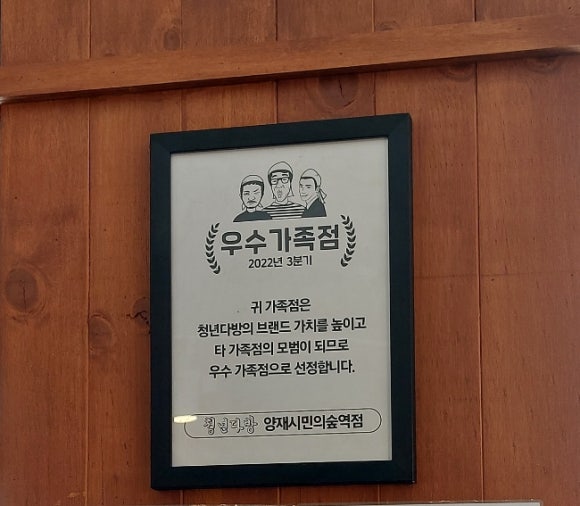 우수가족점
2022년 3분기
귀 가족점은
청년다방의 브랜드 가치를 높이고
타 가족점의 모범이 되므로
우수 가족점으로 선정합니다.
청년다방 양재시민의숲역점